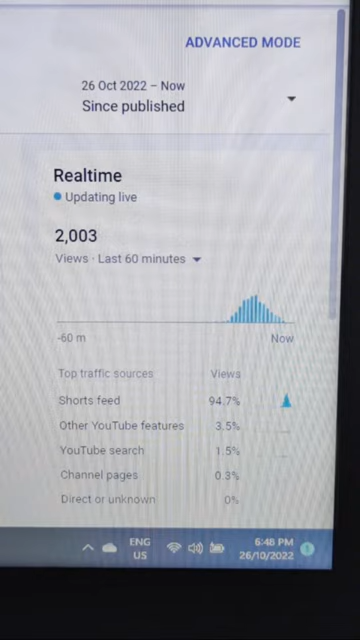 ADVANCED MODE
26 Oct 2022 – Now
Since published
Realtime
Updating live
2,003
Views · Last 60 minutes
-60 m Now
Top traffic sources Views
Shorts feed 94.7%
Other YouTube features 3.5%
YouTube search 1.5%
Channel pages 0.3%
Direct or unknown 0%
ENG 6:48 PM
US 26/10/2022 1